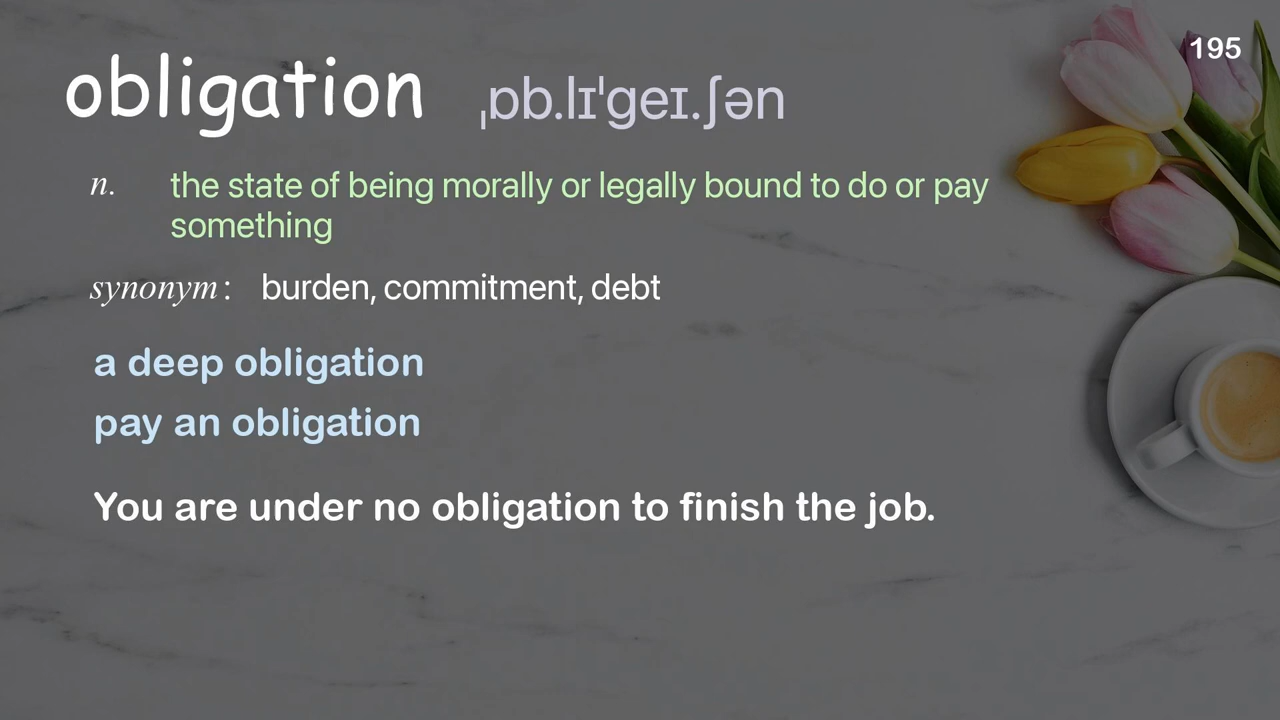 195
obligation ˌɒb.lɪˈɡeɪ.ʃən
n. the state of being morally or legally bound to do or pay
something
synonym: burden, commitment, debt
a deep obligation
pay an obligation
You are under no obligation to finish the job.